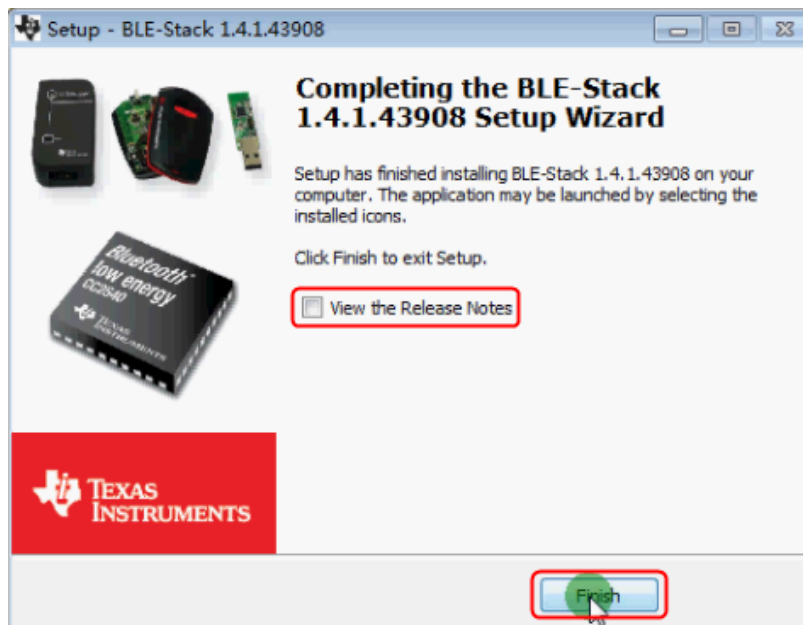 Setup - BLE-Stack 1.4.1.43908
Completing the BLE-Stack
1.4.1.43908 Setup Wizard
Setup has finished installing BLE-Stack 1.4.1.43908 on your
computer. The application may be launched by selecting the
installed icons.
Click Finish to exit Setup.
View the Release Notes
Bluetooth
low energy
CC2540
TEXAS
INSTRUMENTS
TEXAS
INSTRUMENTS
Finish